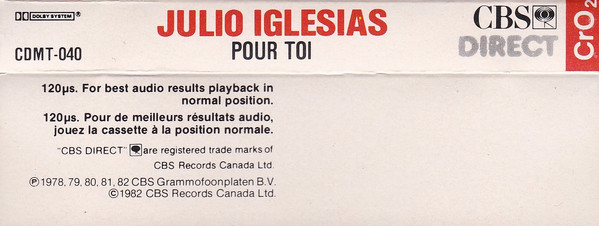 DOLBY SYSTEM
JULIO IGLESIAS
CBS
CDMT-040
POUR TOI
DIRECT
CrO2
120µs. For best audio results playback in
normal position.
120µs. Pour de meilleurs résultats audio,
jouez la cassette à la position normale.
"CBS DIRECT" are registered trade marks of
CBS Records Canada Ltd.
Ⓟ1978, 79, 80, 81, 82 CBS Grammofoonplaten B.V.
©1982 CBS Records Canada Ltd.